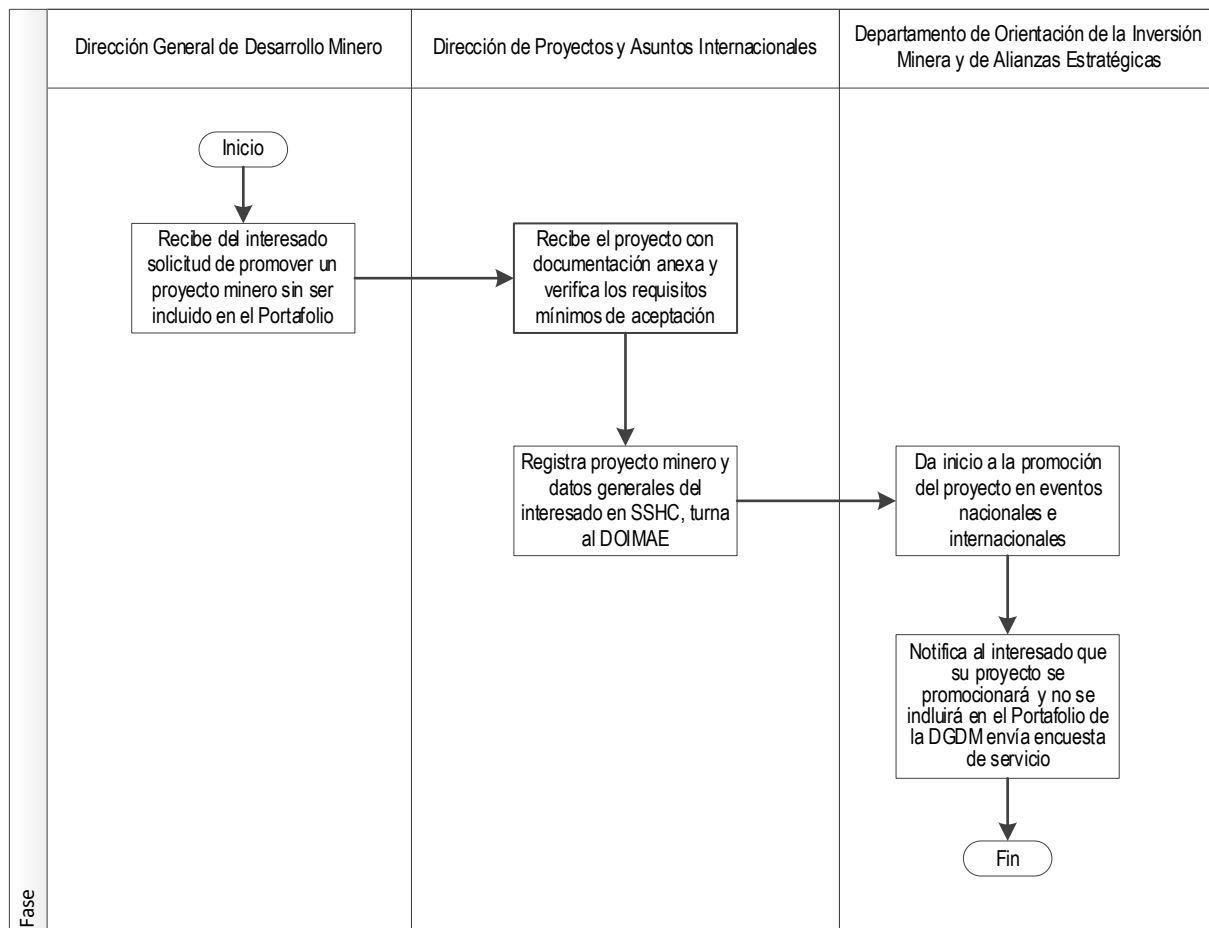 Dirección General de Desarrollo Minero
Dirección de Proyectos y Asuntos Internacionales
Departamento de Orientación de la Inversión
Minera y de Alianzas Estratégicas
Inicio
Recibe del interesado
solicitud de promover un
proyecto minero sin ser
incluido en el Portafolio
Recibe el proyecto con
documentación anexa y
verifica los requisitos
mínimos de aceptación
Registra proyecto minero y
datos generales del
interesado en SSHC, turna
al DOIMAE
Da inicio a la promoción
del proyecto en eventos
nacionales e
internacionales
Notifica al interesado que
su proyecto se
promocionará y no se
indluirá en el Portafolio de
la DGDM envía encuesta
de servicio
Fin
Fase